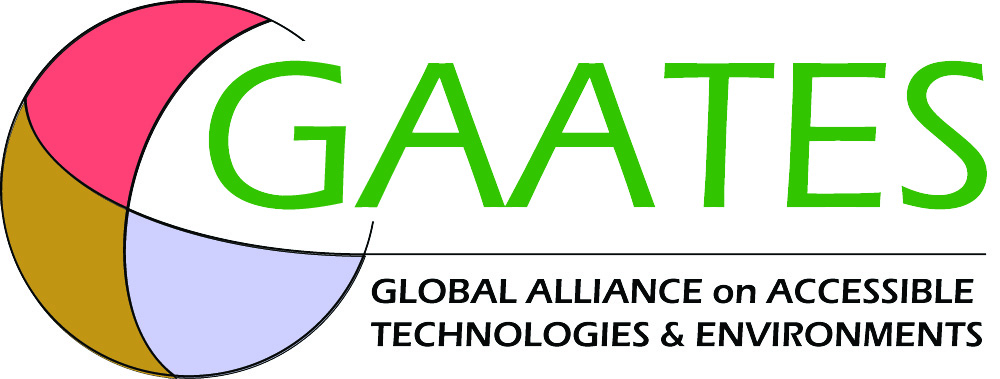 GAATES
GLOBAL ALLIANCE on ACCESSIBLE
TECHNOLOGIES & ENVIRONMENTS